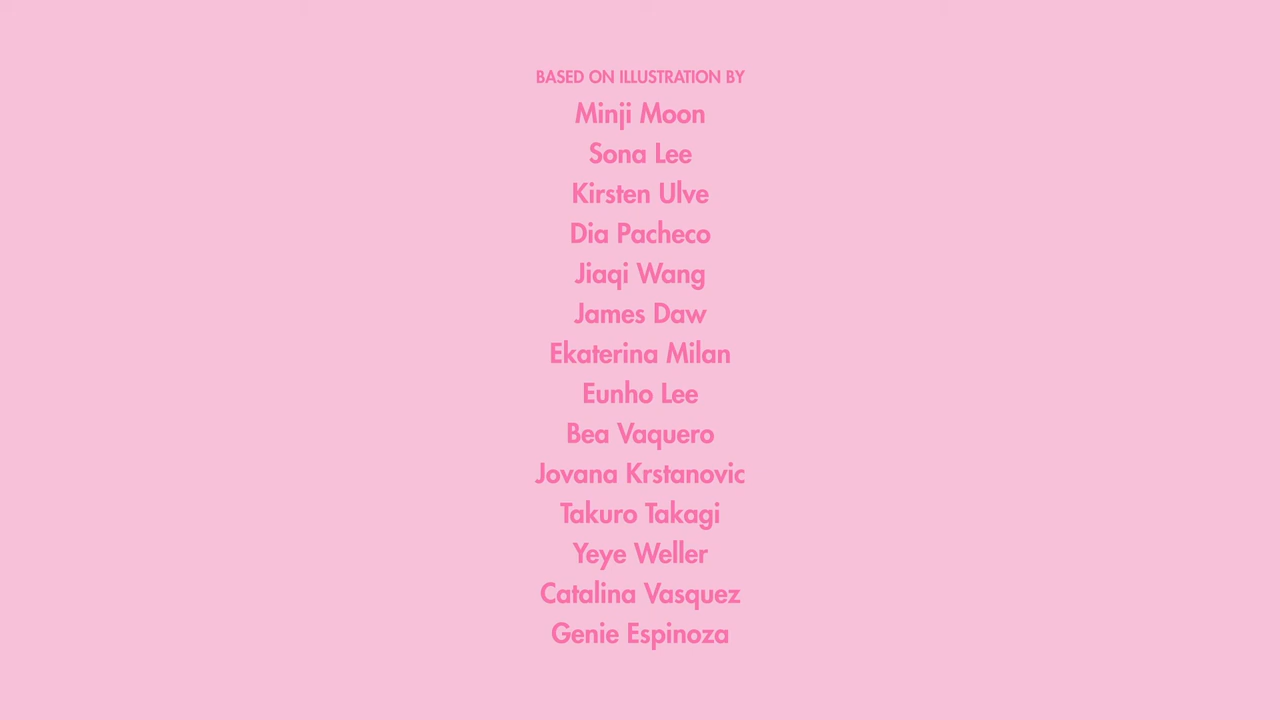 BASED ON ILLUSTRATION BY
Minji Moon
Sona Lee
Kirsten Ulve
Dia Pacheco
Jiaqi Wang
James Daw
Ekaterina Milan
Eunho Lee
Bea Vaquero
Jovana Krstanovic
Takuro Takagi
Yeye Weller
Catalina Vasquez
Genie Espinoza